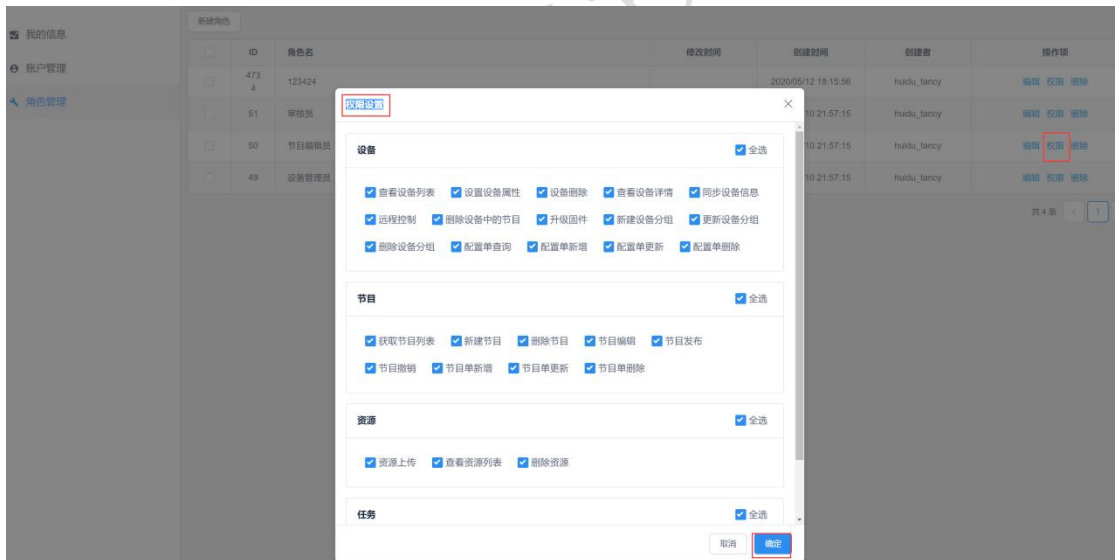 新建角色
我的信息
账户管理
角色管理
ID 角色名 修改时间 创建时间 创建者 操作项
473
4 123424 2020/05/12 18:15:56 huidu_tancy 编辑 权限 删除
51 审核员 10 21:57:15 huidu_tancy 编辑 权限 删除
50 节目编辑员 10 21:57:15 huidu_tancy 编辑 权限 删除
49 设备管理员 10 21:57:15 huidu_tancy 编辑 权限 删除
共 4 条 < 1
权限设置 ×
设备 全选
查看设备列表 设置设备属性 设备删除 查看设备详情 同步设备信息
远程控制 删除设备中的节目 升级固件 新建设备分组 更新设备分组
删除设备分组 配置单查询 配置单新增 配置单更新 配置单删除
节目 全选
获取节目列表 新建节目 删除节目 节目编辑 节目发布
节目撤销 节目单新增 节目单更新 节目单删除
资源 全选
资源上传 查看资源列表 删除资源
任务 全选
取消 确定